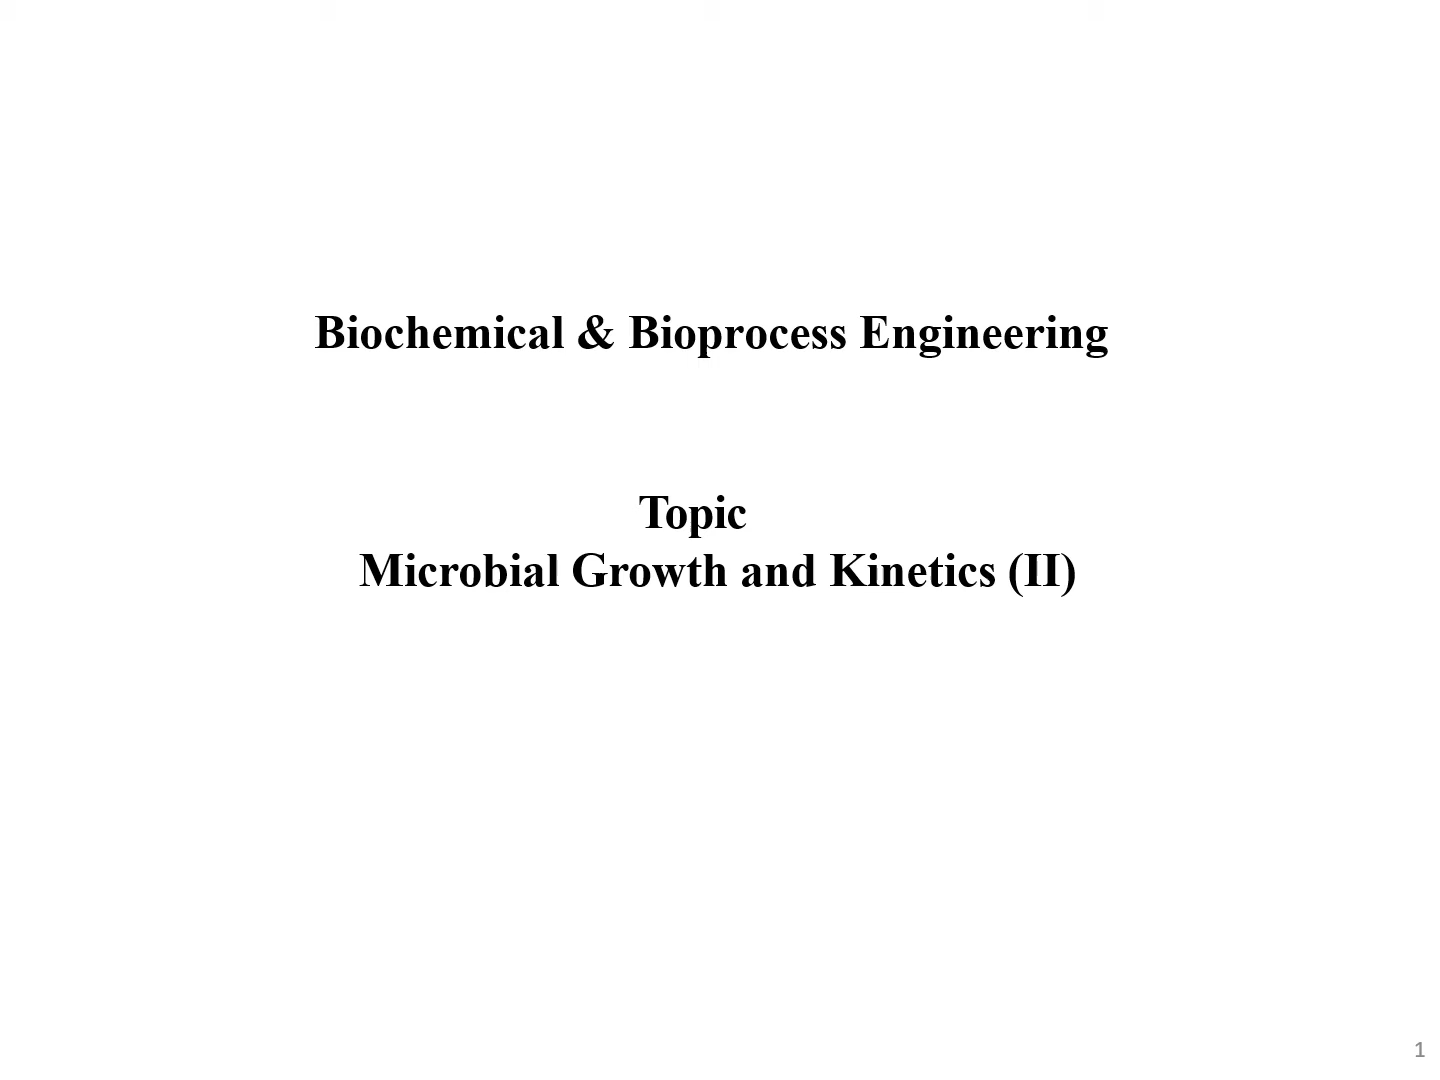 Biochemical & Bioprocess Engineering
Topic
Microbial Growth and Kinetics (II)
1